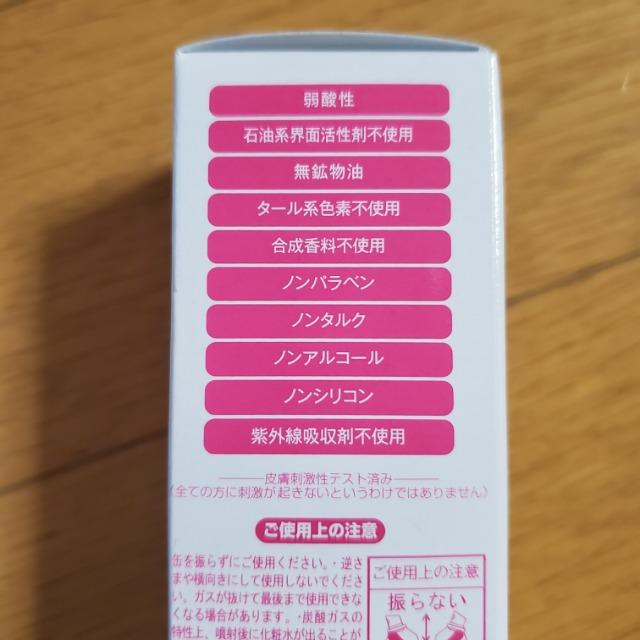 弱酸性
石油系界面活性剤不使用
無鉱物油
タール系色素不使用
合成香料不使用
ノンパラベン
ノンタルク
ノンアルコール
ノンシリコン
紫外線吸収剤不使用
皮膚刺激性テスト済み
(全ての方に刺激が起きないというわけではありません)
ご使用上の注意
缶を振らずにご使用ください。・逆さ
まや横向きにして使用しないでくださ
い。ガスが抜けて最後まで使用できな
くなる場合があります。・炭酸ガスの
特性上、噴射後に化粧水が出ることが
ご使用上の注意
振らない